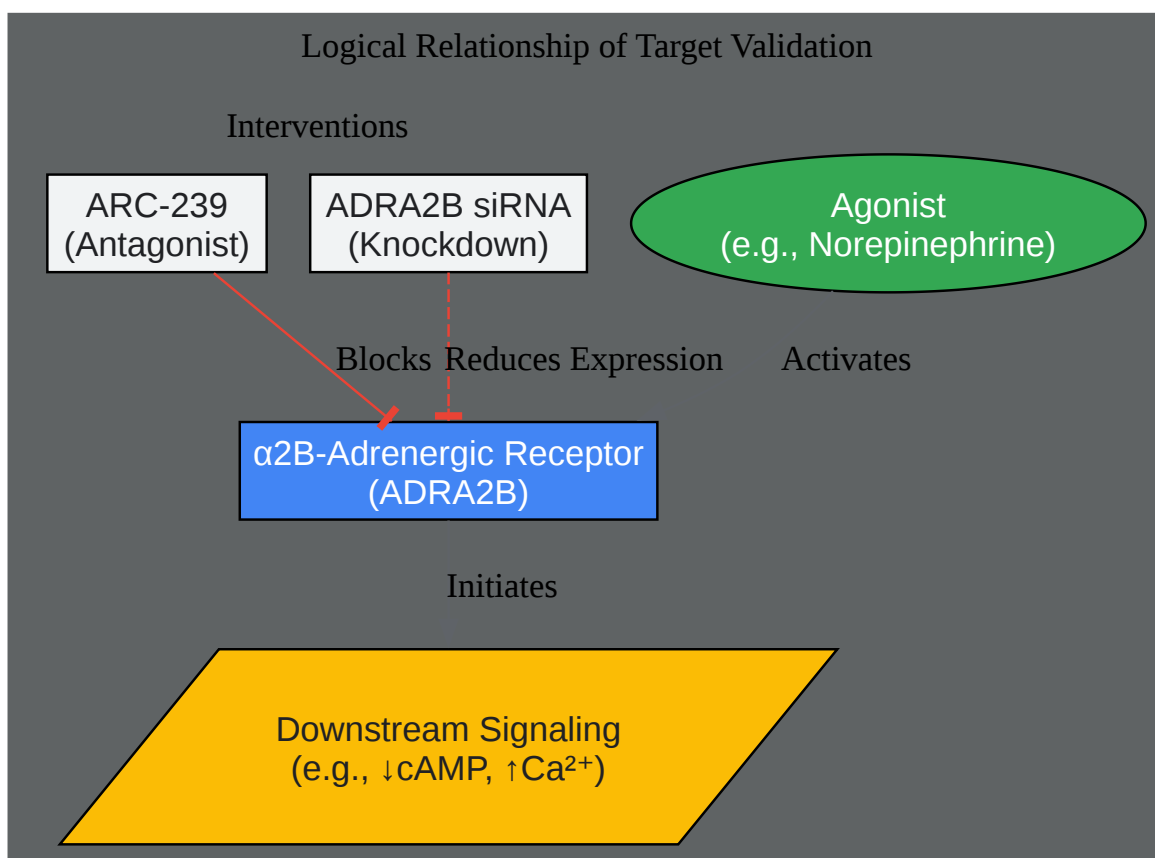 Logical Relationship of Target Validation
Interventions
ARC-239
(Antagonist)
ADRA2B siRNA
(Knockdown)
Agonist
(e.g., Norepinephrine)
Blocks
Reduces Expression
Activates
α2B-Adrenergic Receptor
(ADRA2B)
Initiates
Downstream Signaling
(e.g., ↓cAMP, ↑Ca²⁺)